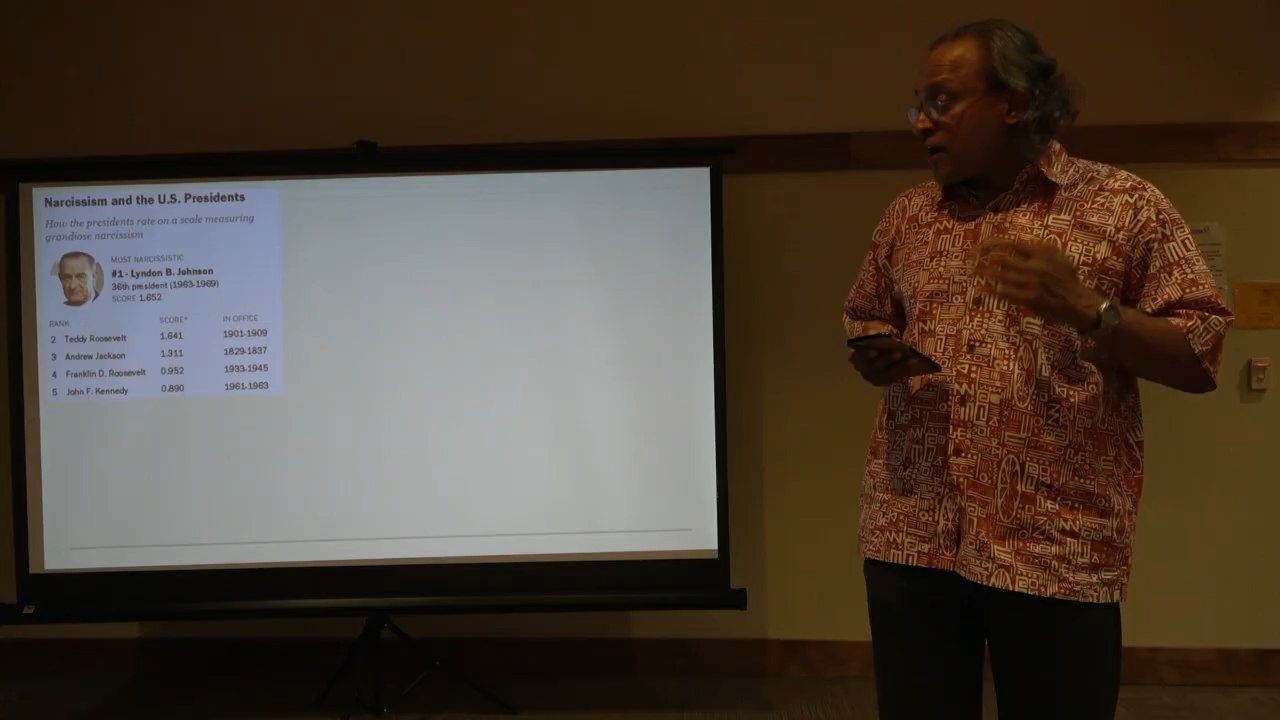 Narcissism and the U.S. Presidents
How the presidents rate on a scale measuring
grandiose narcissism
MOST NARCISSISTIC
#1 - Lyndon B. Johnson
36th president (1963-1969)
SCORE 1.652
RANK SCORE* IN OFFICE
2 Teddy Roosevelt 1.641 1901-1909
3 Andrew Jackson 1.311 1829-1837
4 Franklin D. Roosevelt 0.952 1933-1945
5 John F. Kennedy 0.890 1961-1963